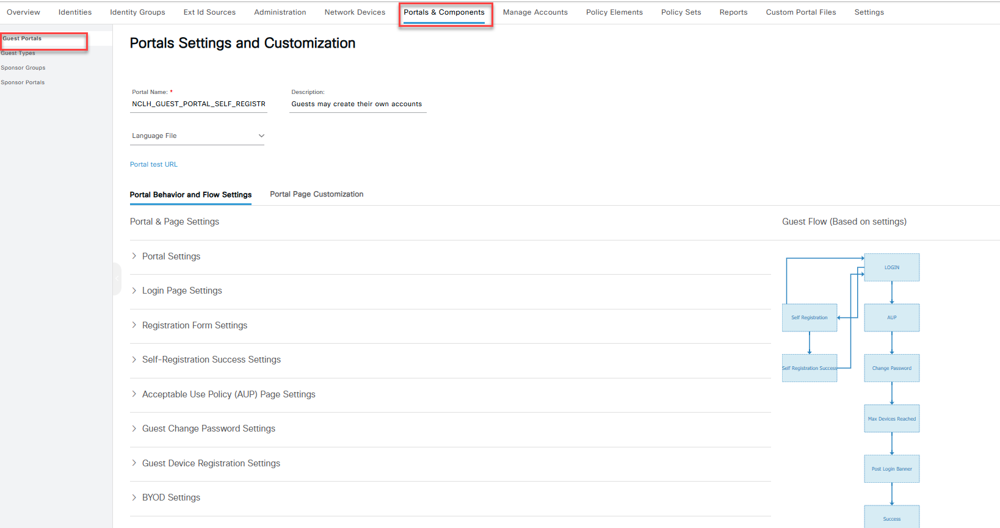 Overview Identities Identity Groups Ext Id Sources Administration Network Devices Portals & Components Manage Accounts Policy Elements Policy Sets Reports Custom Portal Files Settings
Guest Portals
Guest Types
Sponsor Groups
Sponsor Portals
Portals Settings and Customization
Portal Name: * Description:
NCLH_GUEST_PORTAL_SELF_REGISTR Guests may create their own accounts
Language File
Portal test URL
Portal Behavior and Flow Settings Portal Page Customization
Portal & Page Settings
Portal Settings
Login Page Settings
Registration Form Settings
Self-Registration Success Settings
Acceptable Use Policy (AUP) Page Settings
Guest Change Password Settings
Guest Device Registration Settings
BYOD Settings
Guest Flow (Based on settings)
LOGIN
Self Registration AUP
Self Registration Success Change Password
Max Devices Reached
Post Login Banner
Success